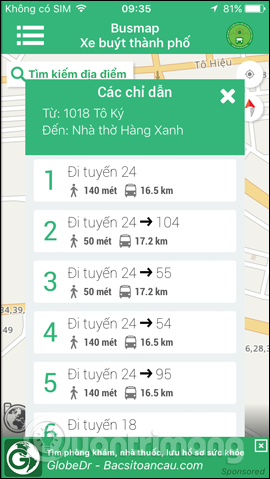 Không có SIM 09:35 81%
Busmap
Xe buýt thành phố
Tìm kiếm địa điểm
Tô Hiệu
Các chỉ dẫn
Từ: 1018 Tô Ký
Đến: Nhà thờ Hàng Xanh
1 Đi tuyến 24
140 mét 16.5 km
2 Đi tuyến 24 → 104
50 mét 17.2 km
3 Đi tuyến 24 → 55
50 mét 17.2 km
4 Đi tuyến 24 → 54
140 mét 16.5 km
5 Đi tuyến 24 → 95
140 mét 16.5 km
6 Đi tuyến 18
quantrimang
Tìm phòng khám, nhà thuốc, lưu hồ sơ sức khỏe
GlobeDr - Bacsitoancau.com
Sponsored